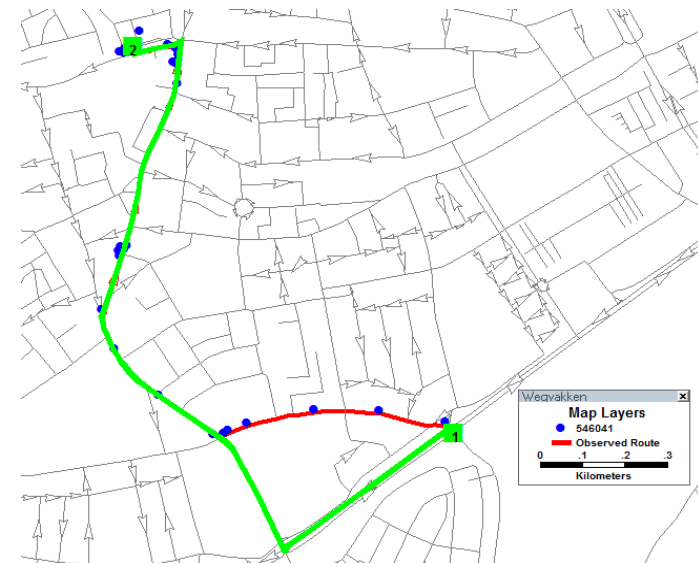 2
1
Wegvakken
Map Layers
546041
Observed Route
0 .1 .2 .3
Kilometers